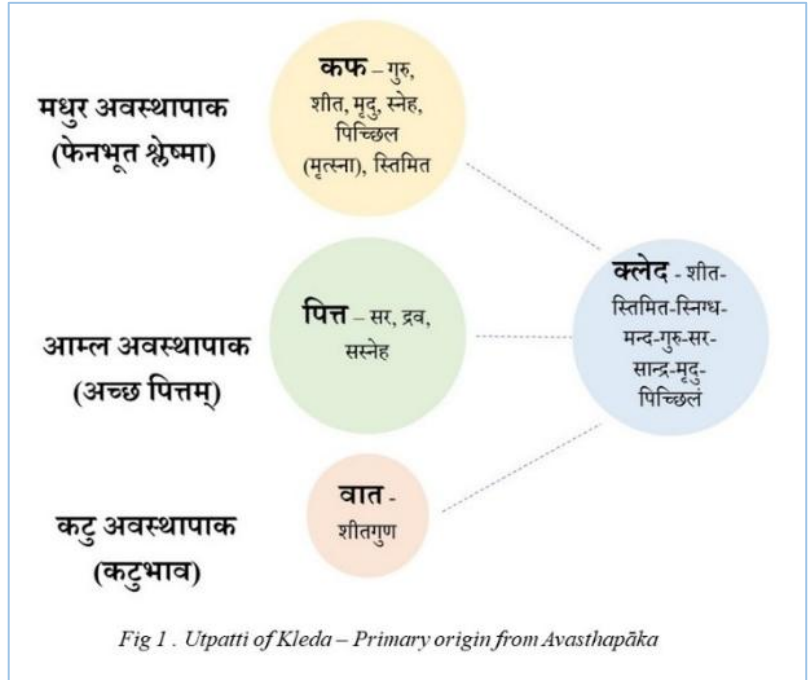 मधुर अवस्थापाक
(फेनभूत श्लेष्मा)
कफ – गुरु,
शीत, मृदु, स्नेह,
पिच्छिल
(मृत्स्ना), स्तिमित
आम्ल अवस्थापाक
(अच्छ पित्तम्)
पित्त – सर, द्रव,
सस्नेह
कटु अवस्थापाक
(कटुभाव)
वात -
शीतगुण
क्लेद - शीत-
स्तिमित-स्निग्ध-
मन्द-गुरु-सर-
सान्द्र-मृदु-
पिच्छिलं
Fig 1 . Utpatti of Kleda – Primary origin from Avasthapāka